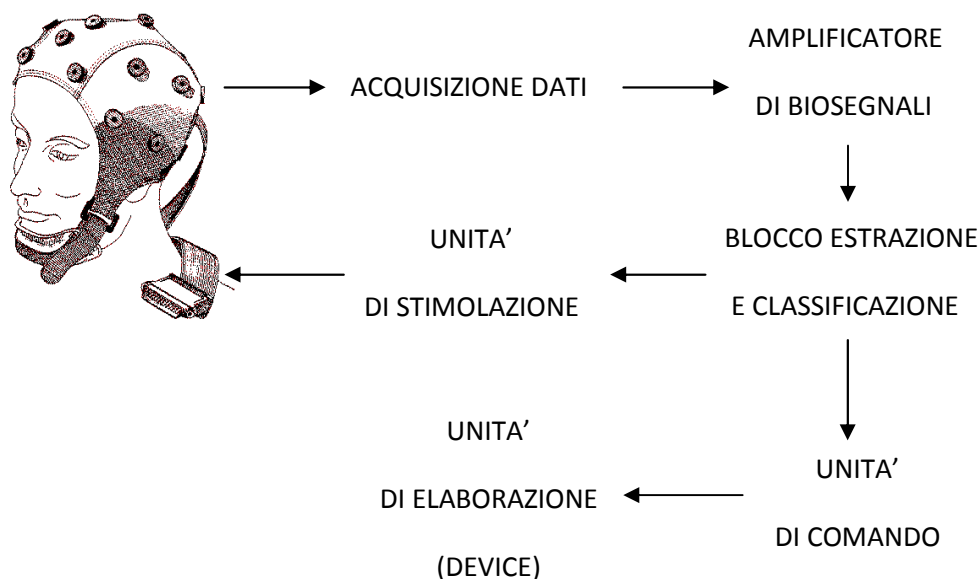 ACQUISIZIONE DATI
AMPLIFICATORE
DI BIOSEGNALI
UNITA’
DI STIMOLAZIONE
BLOCCO ESTRAZIONE
E CLASSIFICAZIONE
UNITA’
DI ELABORAZIONE
(DEVICE)
UNITA’
DI COMANDO